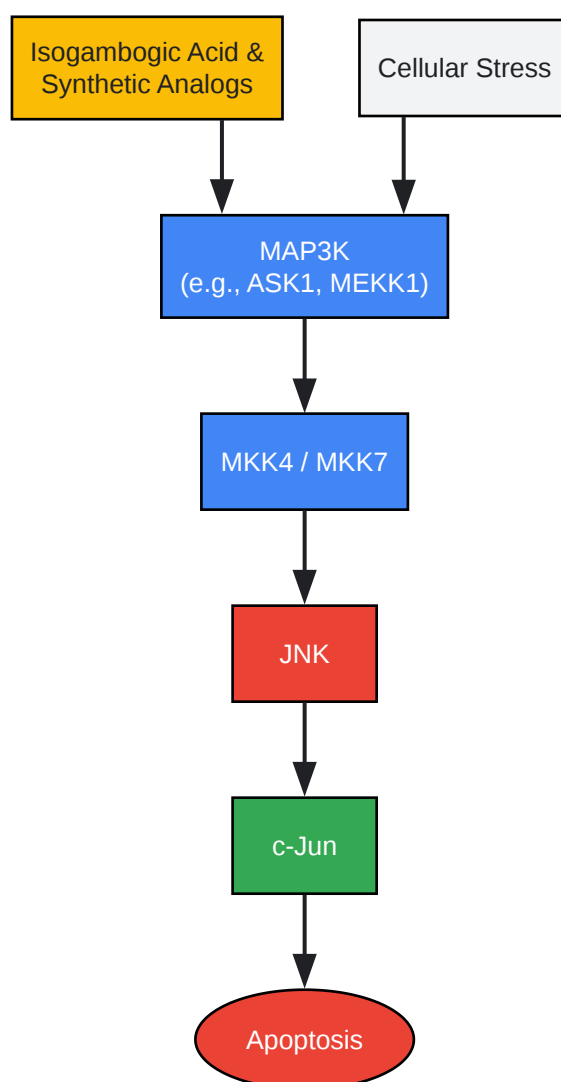 Isogambogic Acid &
Synthetic Analogs
Cellular Stress
MAP3K
(e.g., ASK1, MEKK1)
MKK4 / MKK7
JNK
c-Jun
Apoptosis